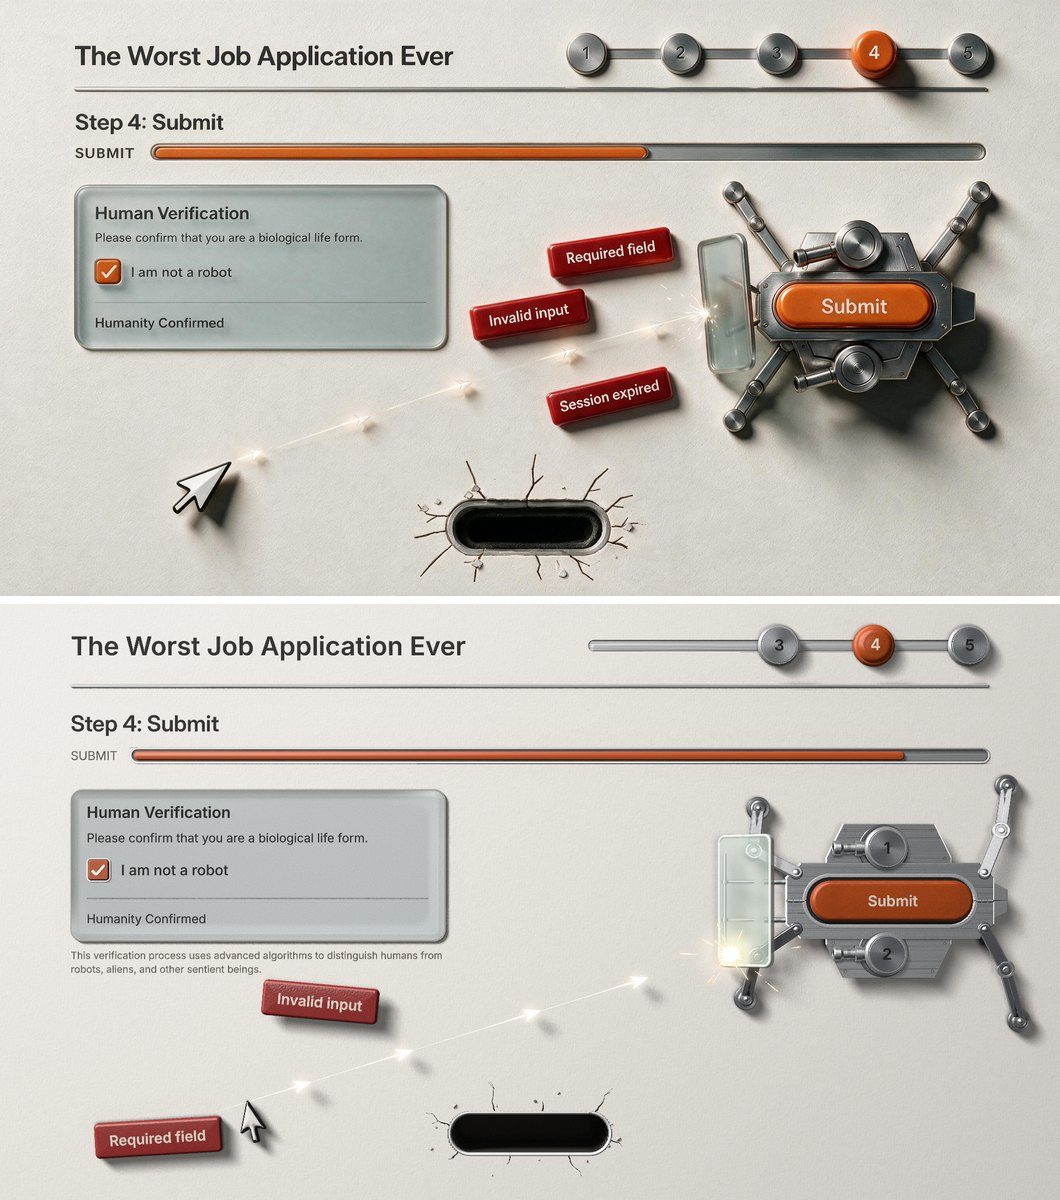 The Worst Job Application Ever
1 2 3 4 5
Step 4: Submit
SUBMIT
Human Verification
Please confirm that you are a biological life form.
I am not a robot
Humanity Confirmed
Required field
Invalid input
Session expired
Submit
The Worst Job Application Ever
3 4 5
Step 4: Submit
SUBMIT
Human Verification
Please confirm that you are a biological life form.
I am not a robot
Humanity Confirmed
This verification process uses advanced algorithms to distinguish humans from
robots, aliens, and other sentient beings.
1
Submit
2
Invalid input
Required field